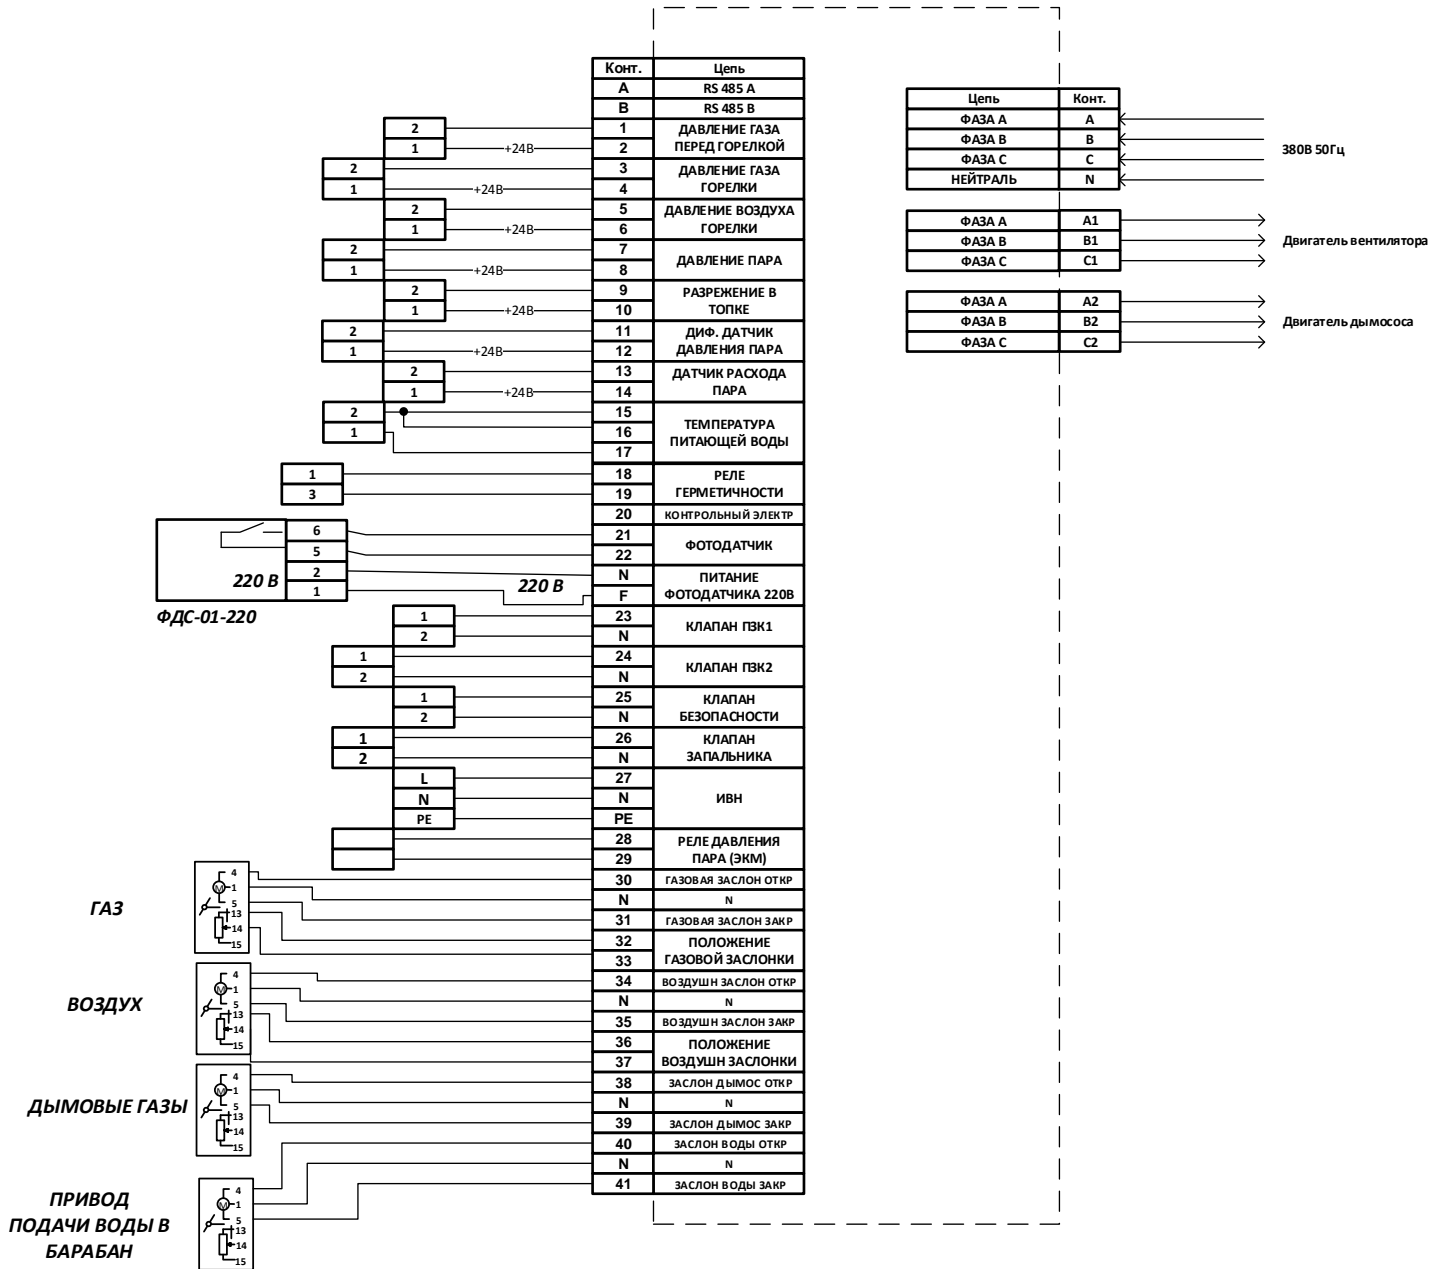 Конт. Цепь
A RS 485 A
B RS 485 B
2 1 ДАВЛЕНИЕ ГАЗА
1 +24В 2 ПЕРЕД ГОРЕЛКОЙ
2 3 ДАВЛЕНИЕ ГАЗА
1 +24В 4 ГОРЕЛКИ
2 5 ДАВЛЕНИЕ ВОЗДУХА
1 +24В 6 ГОРЕЛКИ
2 7
ДАВЛЕНИЕ ПАРА
1 +24В 8
2 9 РАЗРЕЖЕНИЕ В
1 +24В 10 ТОПКЕ
2 11 ДИФ. ДАТЧИК
1 +24В 12 ДАВЛЕНИЯ ПАРА
2 13 ДАТЧИК РАСХОДА
1 +24В 14 ПАРА
2 15
ТЕМПЕРАТУРА
1 16
ПИТАЮЩЕЙ ВОДЫ
17
1 18 РЕЛЕ
3 19 ГЕРМЕТИЧНОСТИ
20 КОНТРОЛЬНЫЙ ЭЛЕКТР
6 21
ФОТОДАТЧИК
5 22
220 В 2 220 В N ПИТАНИЕ
1 F ФОТОДАТЧИКА 220В
ФДС-01-220
1 23
КЛАПАН ПЗК1
2 N
1 24
КЛАПАН ПЗК2
2 N
1 25 КЛАПАН
2 N БЕЗОПАСНОСТИ
1 26 КЛАПАН
2 N ЗАПАЛЬНИКА
L 27
N N ИВН
PE PE
28 РЕЛЕ ДАВЛЕНИЯ
29 ПАРА (ЭКМ)
30 ГАЗОВАЯ ЗАСЛОН ОТКР
N N
31 ГАЗОВАЯ ЗАСЛОН ЗАКР
32 ПОЛОЖЕНИЕ
33 ГАЗОВОЙ ЗАСЛОНКИ
34 ВОЗДУШН ЗАСЛОН ОТКР
N N
35 ВОЗДУШН ЗАСЛОН ЗАКР
36 ПОЛОЖЕНИЕ
37 ВОЗДУШН ЗАСЛОНКИ
38 ЗАСЛОН ДЫМОС ОТКР
N N
39 ЗАСЛОН ДЫМОС ЗАКР
40 ЗАСЛОН ВОДЫ ОТКР
N N
41 ЗАСЛОН ВОДЫ ЗАКР
ГАЗ
4
M 1
5
13
14
15
ВОЗДУХ
4
M 1
5
13
14
15
ДЫМОВЫЕ ГАЗЫ
4
M 1
5
13
14
15
ПРИВОД
ПОДАЧИ ВОДЫ В
БАРАБАН
4
M 1
5
13
14
15
Цепь Конт.
ФАЗА А A
ФАЗА В B
ФАЗА С C
НЕЙТРАЛЬ N
380В 50Гц
ФАЗА А A1
ФАЗА В B1
ФАЗА С C1
Двигатель вентилятора
ФАЗА А A2
ФАЗА В B2
ФАЗА С C2
Двигатель дымососа